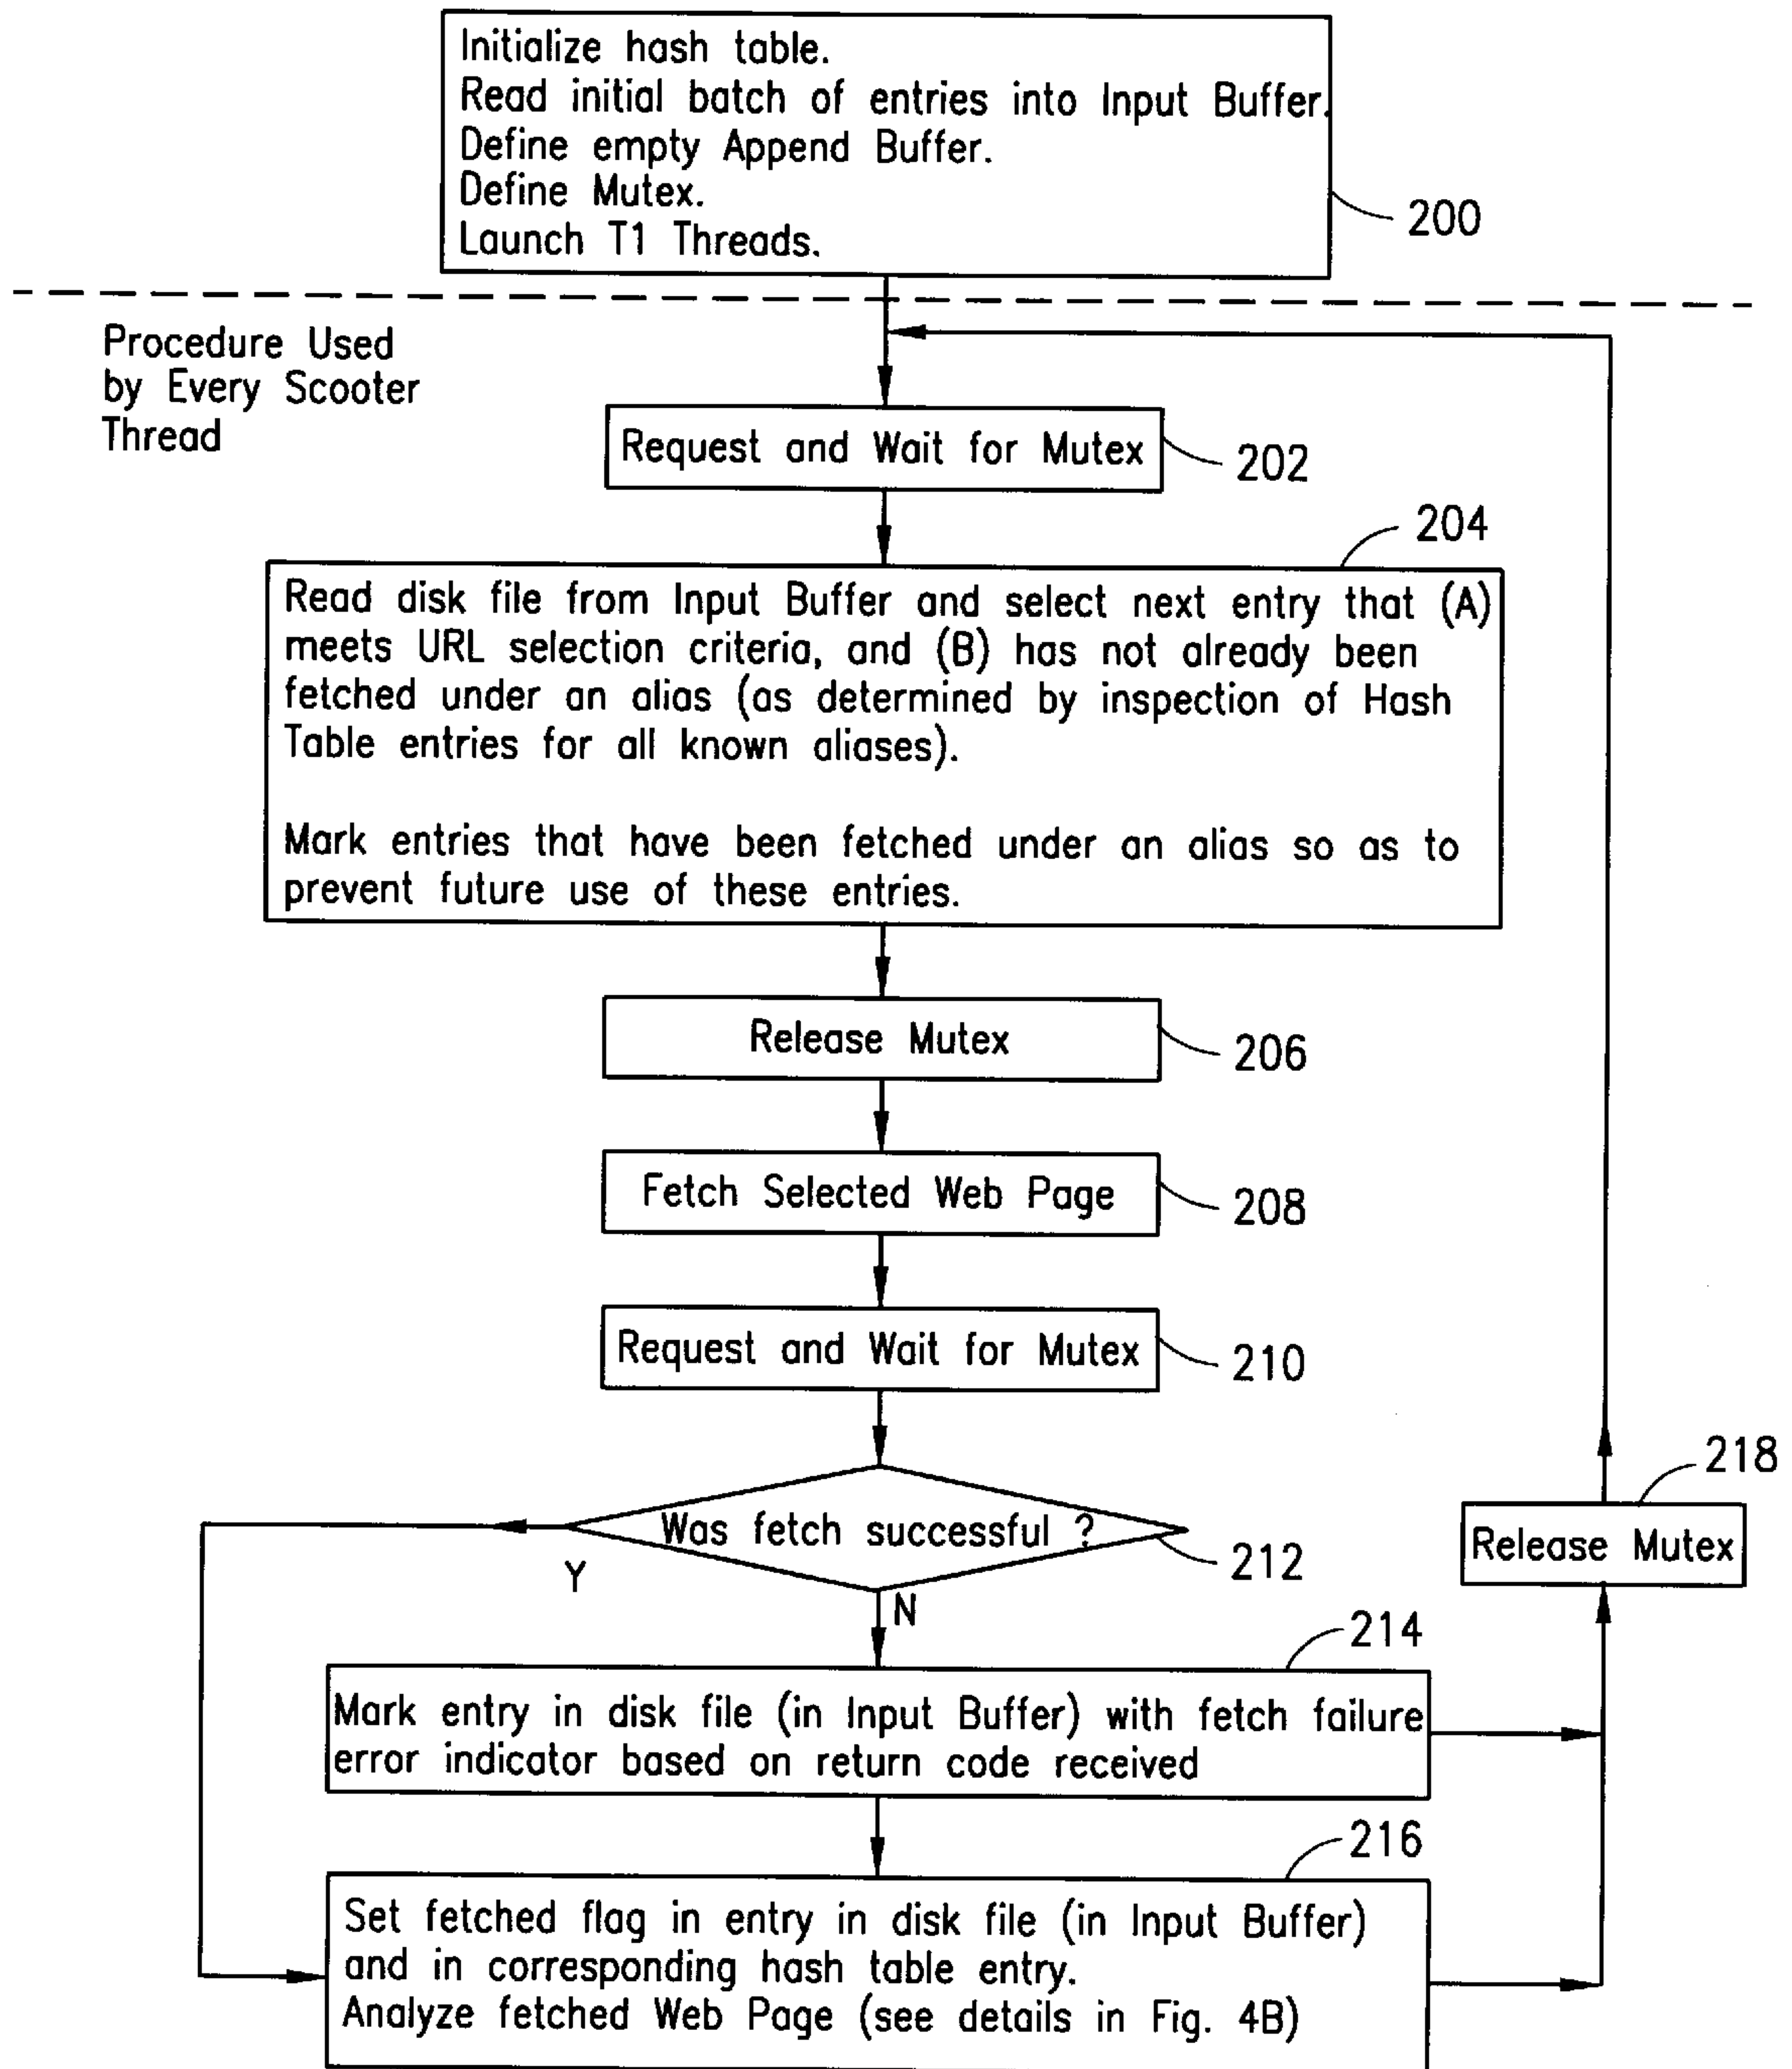 Initialize hash table.
Read initial batch of entries into Input Buffer.
Define empty Append Buffer.
Define Mutex.
Launch T1 Threads.
200
Procedure Used
by Every Scooter
Thread
Request and Wait for Mutex
202
204
Read disk file from Input Buffer and select next entry that (A)
meets URL selection criteria, and (B) has not already been
fetched under an alias (as determined by inspection of Hash
Table entries for all known aliases).
Mark entries that have been fetched under an alias so as to
prevent future use of these entries.
Release Mutex
206
Fetch Selected Web Page
208
Request and Wait for Mutex
210
Was fetch successful ?
212
Y
N
218
Release Mutex
214
Mark entry in disk file (in Input Buffer) with fetch failure
error indicator based on return code received
216
Set fetched flag in entry in disk file (in Input Buffer)
and in corresponding hash table entry.
Analyze fetched Web Page (see details in Fig. 4B)